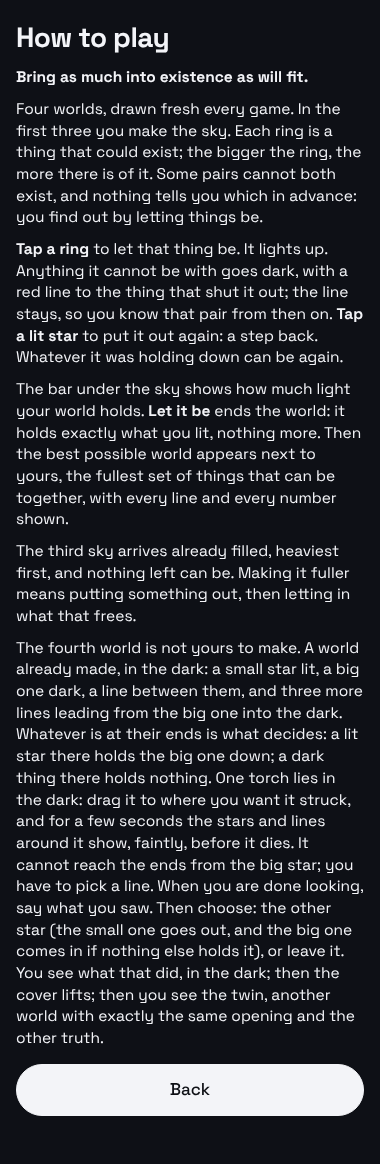 How to play
Bring as much into existence as will fit.
Four worlds, drawn fresh every game. In the
first three you make the sky. Each ring is a
thing that could exist; the bigger the ring, the
more there is of it. Some pairs cannot both
exist, and nothing tells you which in advance:
you find out by letting things be.
Tap a ring to let that thing be. It lights up.
Anything it cannot be with goes dark, with a
red line to the thing that shut it out; the line
stays, so you know that pair from then on. Tap
a lit star to put it out again: a step back.
Whatever it was holding down can be again.
The bar under the sky shows how much light
your world holds. Let it be ends the world: it
holds exactly what you lit, nothing more. Then
the best possible world appears next to
yours, the fullest set of things that can be
together, with every line and every number
shown.
The third sky arrives already filled, heaviest
first, and nothing left can be. Making it fuller
means putting something out, then letting in
what that frees.
The fourth world is not yours to make. A world
already made, in the dark: a small star lit, a big
one dark, a line between them, and three more
lines leading from the big one into the dark.
Whatever is at their ends is what decides: a lit
star there holds the big one down; a dark
thing there holds nothing. One torch lies in
the dark: drag it to where you want it struck,
and for a few seconds the stars and lines
around it show, faintly, before it dies. It
cannot reach the ends from the big star; you
have to pick a line. When you are done looking,
say what you saw. Then choose: the other
star (the small one goes out, and the big one
comes in if nothing else holds it), or leave it.
You see what that did, in the dark; then the
cover lifts; then you see the twin, another
world with exactly the same opening and the
other truth.
Back